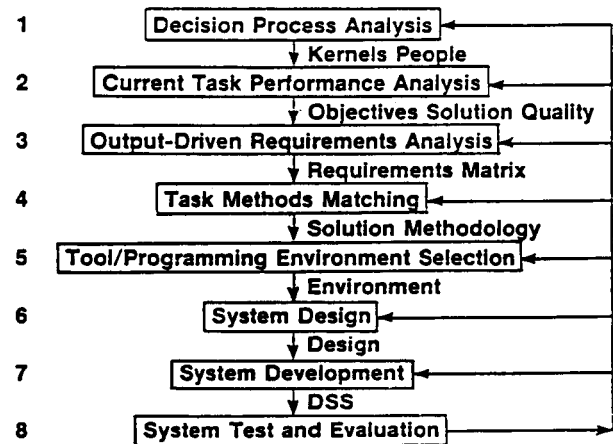 1 Decision Process Analysis
Kernels People
2 Current Task Performance Analysis
Objectives Solution Quality
3 Output-Driven Requirements Analysis
Requirements Matrix
4 Task Methods Matching
Solution Methodology
5 Tool/Programming Environment Selection
Environment
6 System Design
Design
7 System Development
DSS
8 System Test and Evaluation